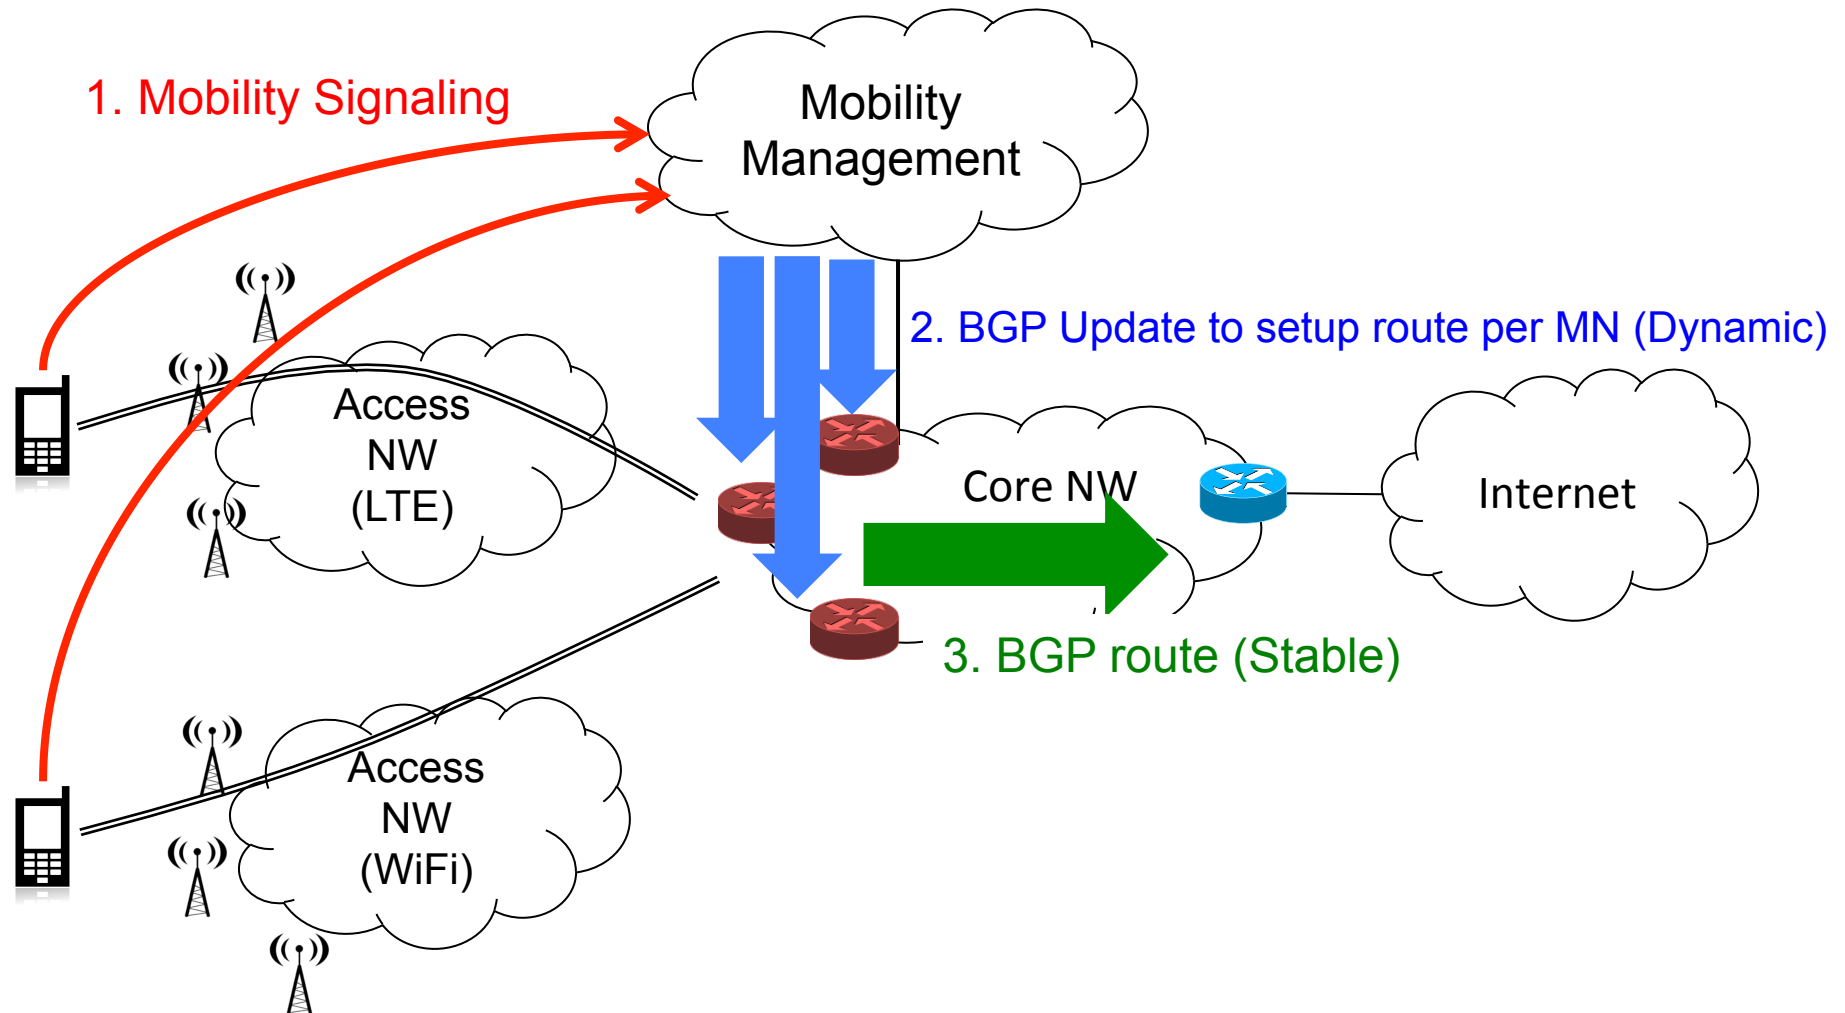 1. Mobility Signaling
Mobility
Management
2. BGP Update to setup route per MN (Dynamic)
Access
NW
(LTE)
Core NW
Internet
3. BGP route (Stable)
Access
NW
(WiFi)